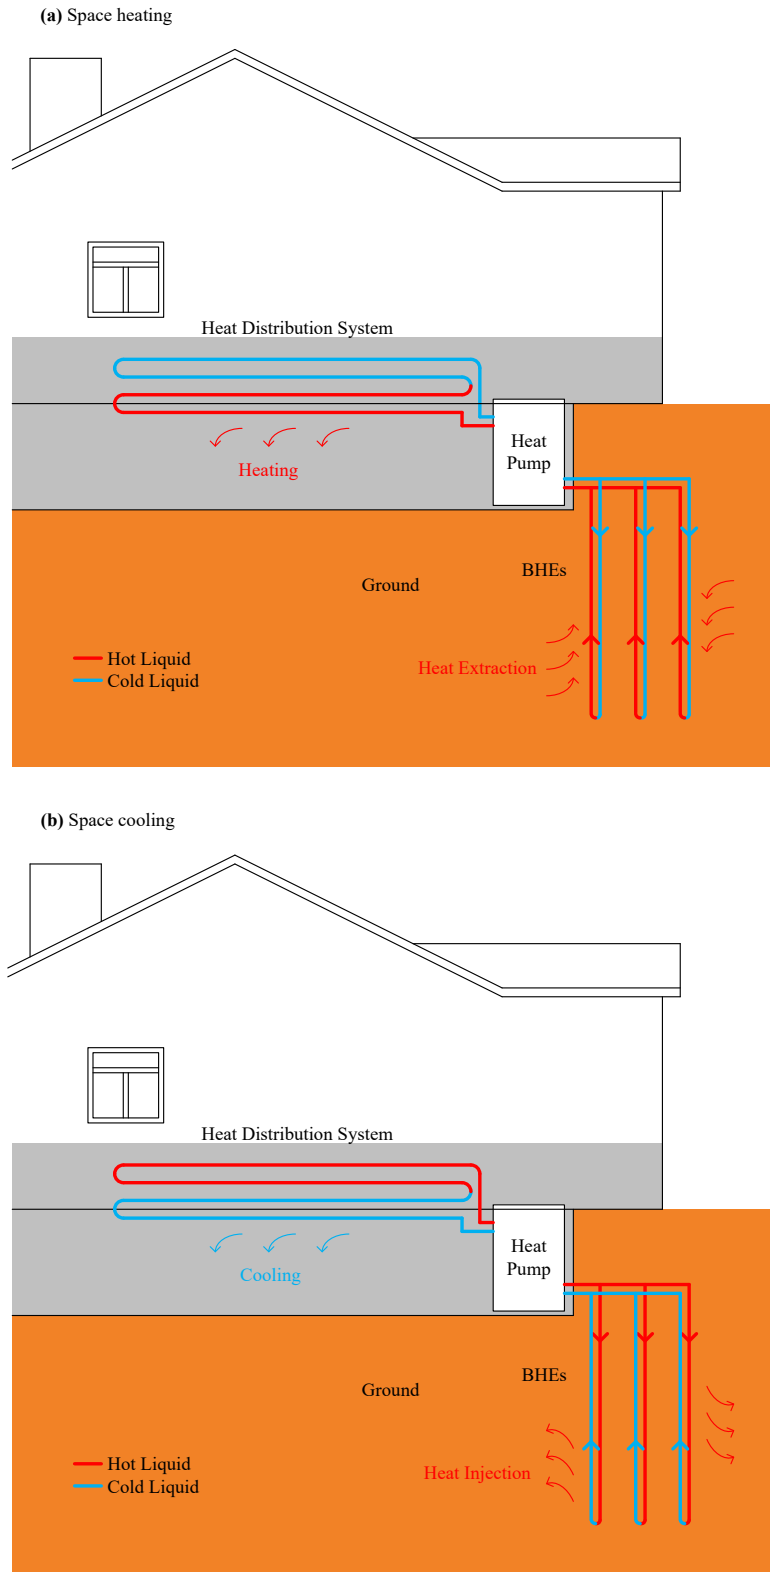 (a) Space heating
Heat Distribution System
Heat
Pump
Heating
BHEs
Ground
Hot Liquid
Heat Extraction
Cold Liquid
(b) Space cooling
Heat Distribution System
Heat
Pump
Cooling
BHEs
Ground
Hot Liquid
Heat Injection
Cold Liquid